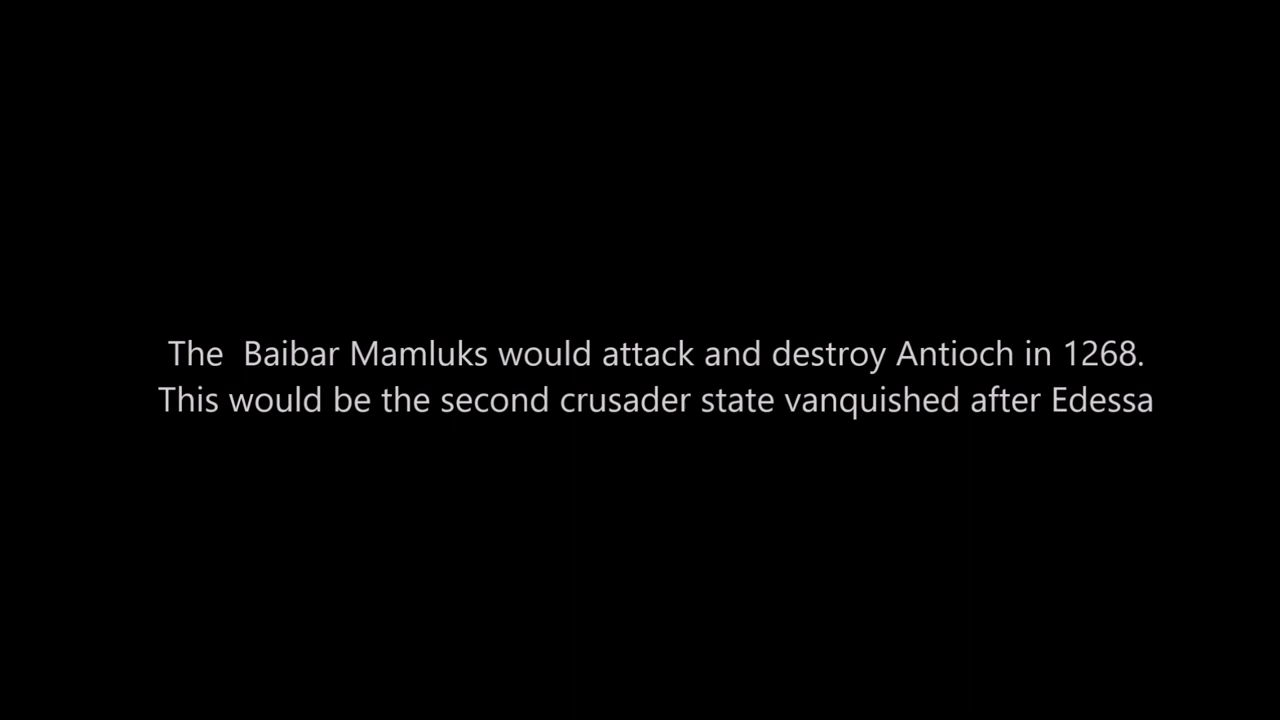 The  Baibar Mamluks would attack and destroy Antioch in 1268.
This would be the second crusader state vanquished after Edessa